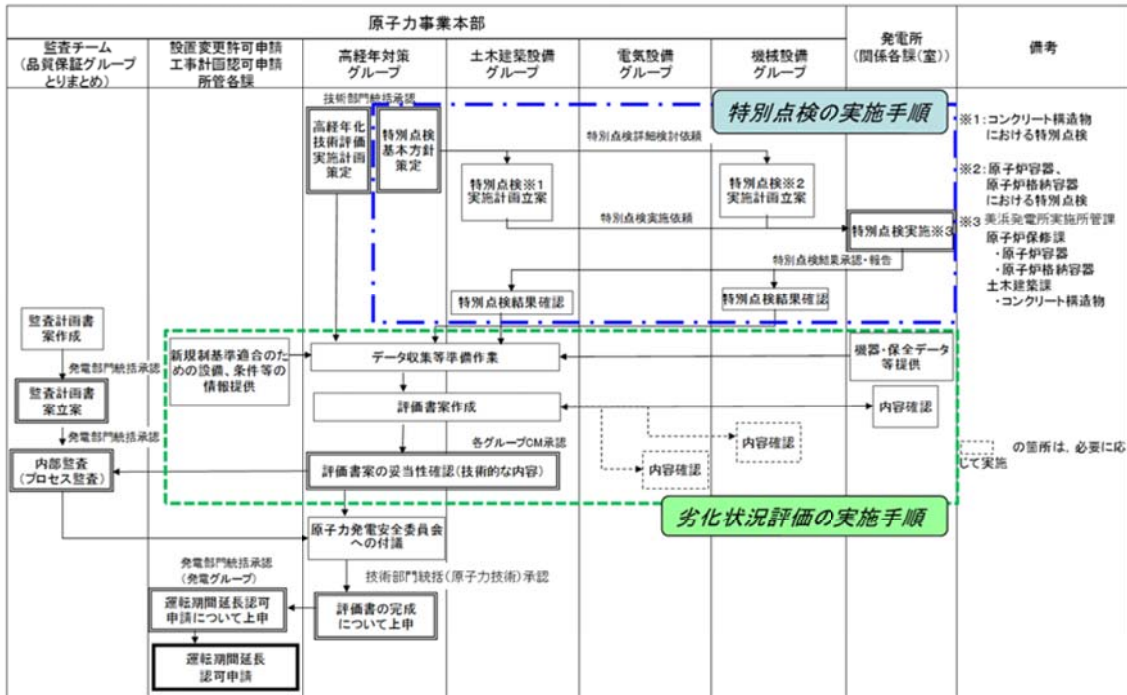 原子力事業本部
監査チーム
(品質保証グループ
とりまとめ)
設置変更許可申請
工事計画認可申請
所管各課
高経年対策
グループ
土木建築設備
グループ
電気設備
グループ
機械設備
グループ
発電所
(関係各課(室))
備考
技術部門統括承認
特別点検の実施手順
高経年化
技術評価
実施計画
策定
特別点検
基本方針
策定
特別点検詳細検討依頼
特別点検※1
実施計画立案
特別点検※2
実施計画立案
特別点検実施依頼
特別点検実施※3
特別点検結果承認・報告
特別点検結果確認
特別点検結果確認
※1:コンクリート構造物
における特別点検
※2:原子炉容器、
原子炉格納容器
における特別点検
※3 美浜発電所実施所管課
原子炉保修課
・原子炉容器
・原子炉格納容器
土木建築課
・コンクリート構造物
監査計画書
案作成
発電部門統括承認
監査計画書
案立案
発電部門統括承認
内部監査
(プロセス監査)
新規制基準適合のた
めの設備、条件等の
情報提供
データ収集等準備作業
機器・保全データ
等提供
評価書案作成
内容確認
内容確認
内容確認
各グループCM承認
評価書案の妥当性確認(技術的な内容)
の箇所は、必要に応
じて実施
劣化状況評価の実施手順
原子力発電安全委員会
への付議
技術部門統括(原子力技術)承認
発電部門統括承認
(発電グループ)
運転期間延長認可
申請について上申
評価書の完成
について上申
運転期間延長
認可申請